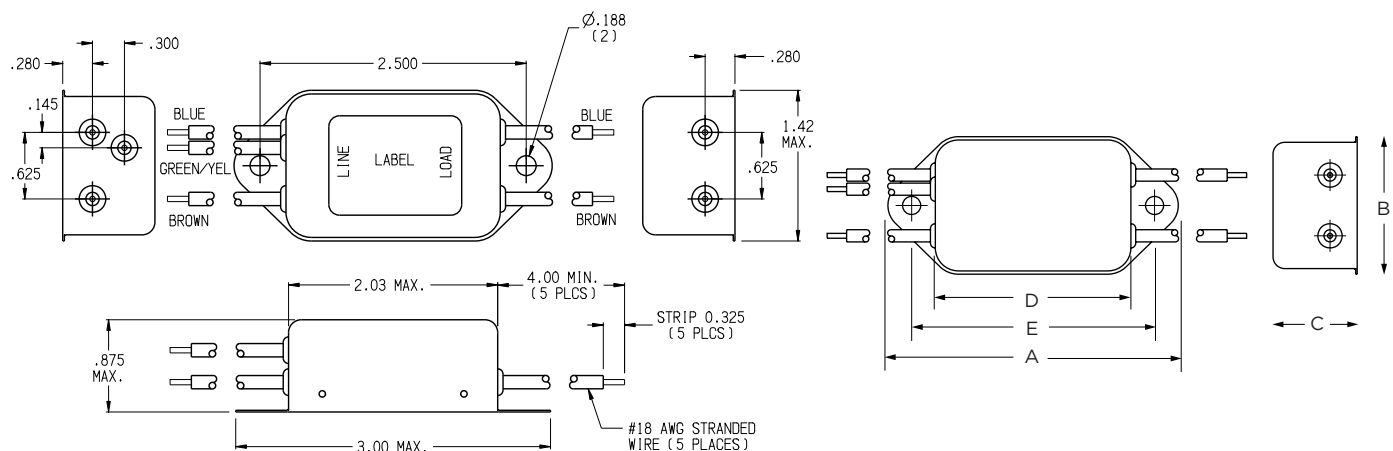 Ø.188
(2)
.300
.280
2.500
.280
.145
BLUE
BLUE
1.42
MAX.
LINE
LABEL
LOAD
GREEN/YEL
.625
.625
BROWN
BROWN
B
2.03 MAX.
4.00 MIN.
(5 PLCS)
D
STRIP 0.325
(5 PLCS)
E
C
A
.875
MAX.
#18 AWG STRANDED
WIRE (5 PLACES)
3.00 MAX.